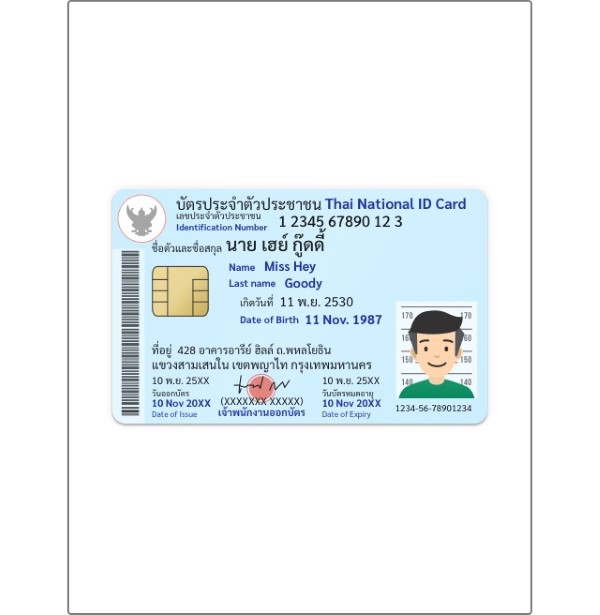 บัตรประจำตัวประชาชน Thai National ID Card
เลขประจำตัวประชาชน
Identification Number
1 2345 67890 12 3
ชื่อตัวและชื่อสกุล นาย เฮย์ กู๊ดดี้
Name Miss Hey
Last name Goody
เกิดวันที่ 11 พ.ย. 2530
Date of Birth 11 Nov. 1987
ที่อยู่ 428 อาคารอารีย์ ฮิลล์ ถ.พหลโยธิน
แขวงสามเสนใน เขตพญาไท กรุงเทพมหานคร
10 พ.ย. 25XX
วันออกบัตร
10 Nov 20XX
Date of Issue
(XXXXXXX XXXXX)
เจ้าพนักงานออกบัตร
10 พ.ย. 25XX
วันบัตรหมดอายุ
10 Nov 20XX
Date of Expiry
170 170
160 160
150 150
140 140
1234-56-78901234